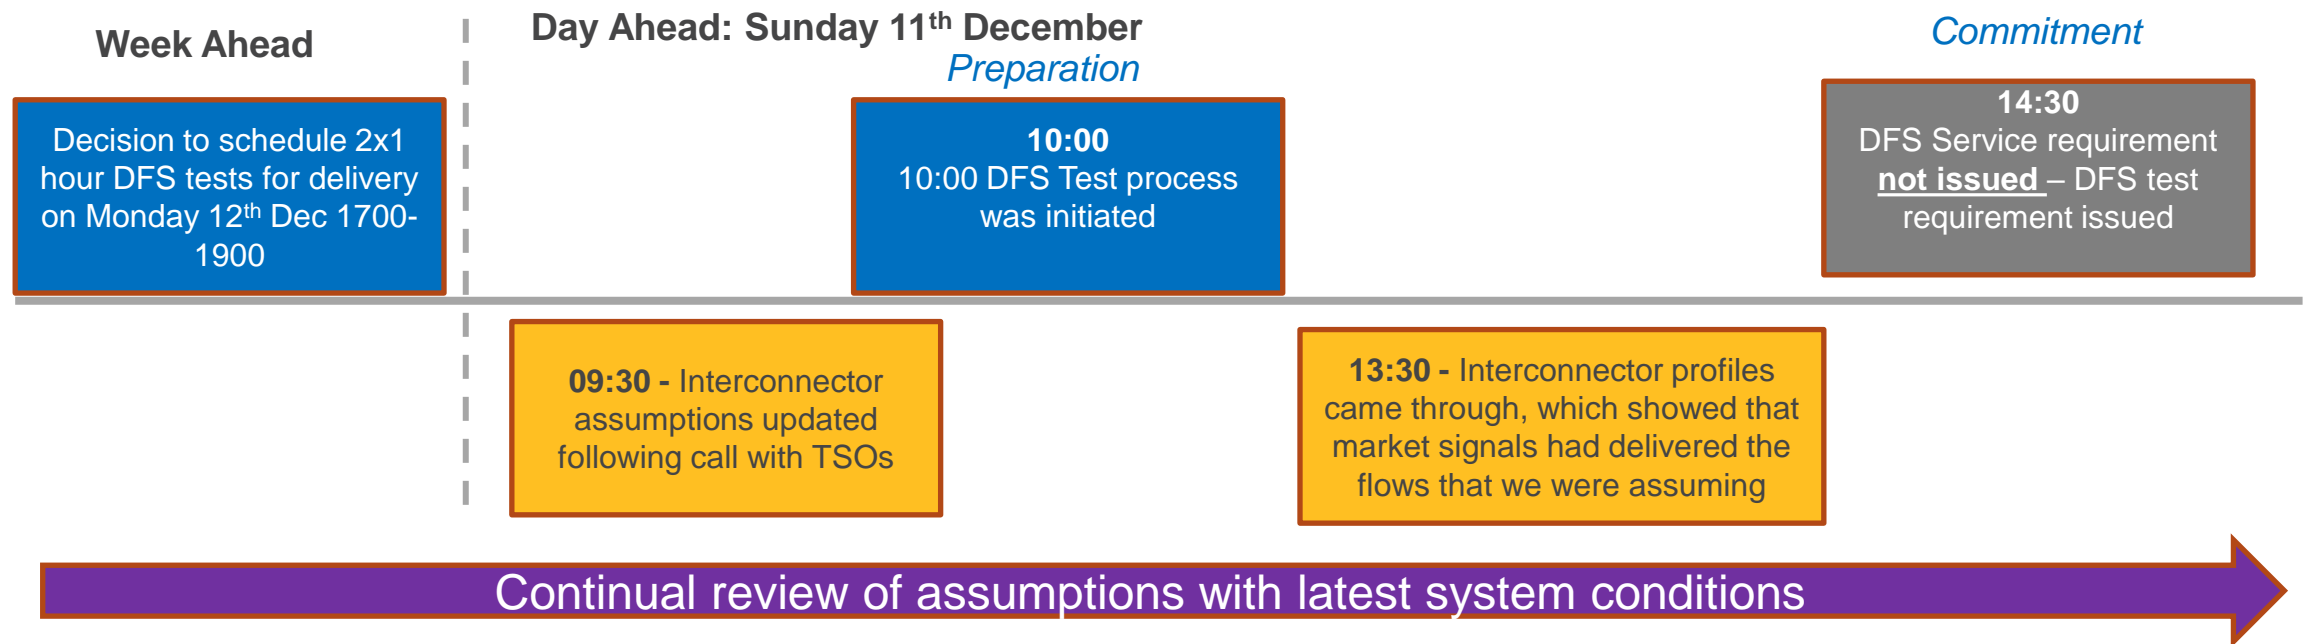 Week Ahead
Day Ahead: Sunday 11th December
Preparation
Commitment
Decision to schedule 2x1
hour DFS tests for delivery
on Monday 12th Dec 1700-
1900
10:00
10:00 DFS Test process
was initiated
14:30
DFS Service requirement
not issued – DFS test
requirement issued
09:30 - Interconnector
assumptions updated
following call with TSOs
13:30 - Interconnector profiles
came through, which showed that
market signals had delivered the
flows that we were assuming
Continual review of assumptions with latest system conditions